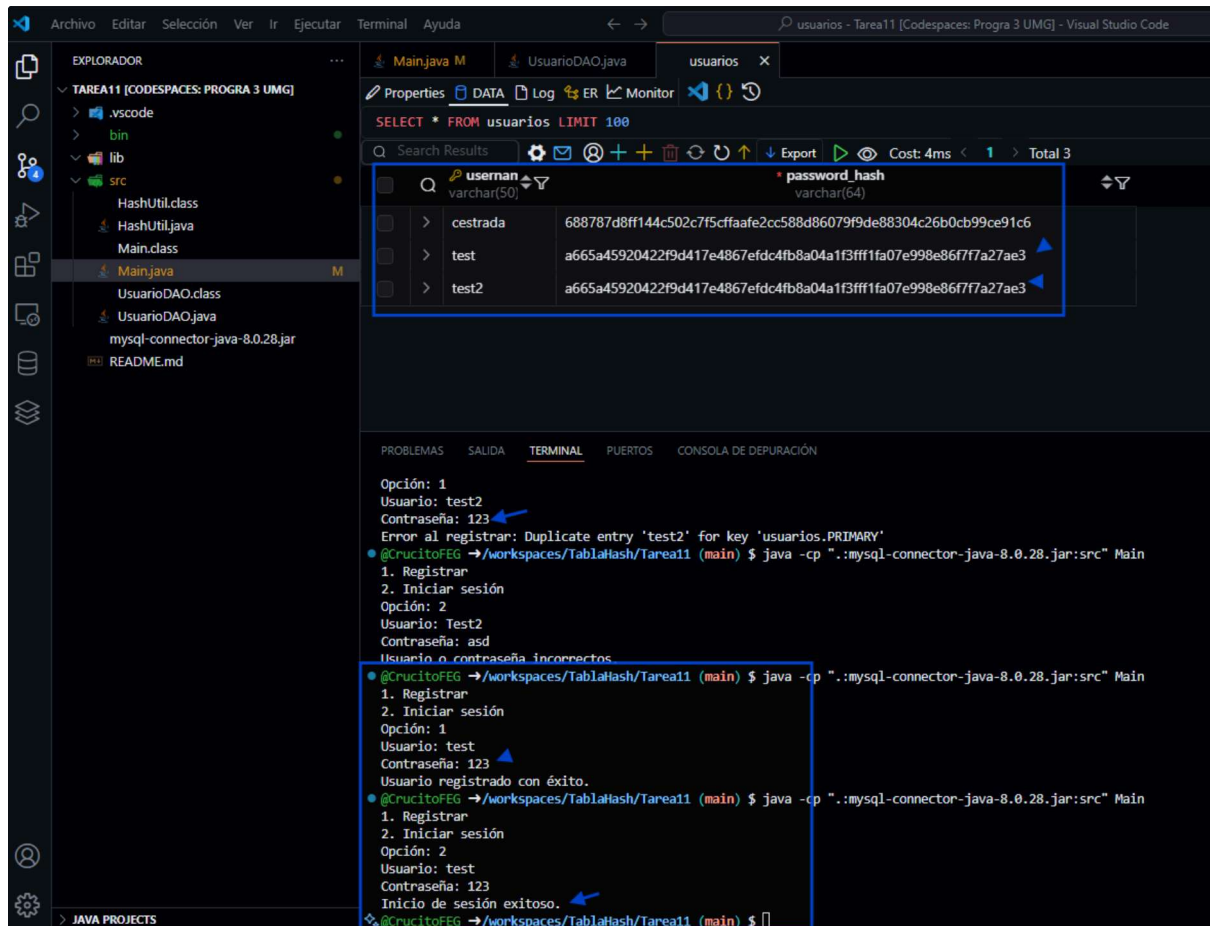 Archivo Editar Selección Ver Ir Ejecutar Terminal Ayuda
usuarios - Tarea11 [Codespaces: Progra 3 UMG] - Visual Studio Code
EXPLORADOR
TAREA11 [CODESPACES: PROGRA 3 UMG]
.vscode
bin
lib
src
HashUtil.class
HashUtil.java
Main.class
Main.java M
UsuarioDAO.class
UsuarioDAO.java
mysql-connector-java-8.0.28.jar
README.md
JAVA PROJECTS
4
Main.java M UsuarioDAO.java usuarios
Properties DATA Log ER Monitor
SELECT * FROM usuarios LIMIT 100
Search Results Export Cost: 4ms < 1 > Total 3
usernan * password_hash
varchar(50) varchar(64)
cestrada 688787d8ff144c502c7f5cffaafe2cc588d86079f9de88304c26b0cb99ce91c6
test a665a45920422f9d417e4867efdc4fb8a04a1f3fff1fa07e998e86f7f7a27ae3
test2 a665a45920422f9d417e4867efdc4fb8a04a1f3fff1fa07e998e86f7f7a27ae3
PROBLEMAS SALIDA TERMINAL PUERTOS CONSOLA DE DEPURACIÓN
Opción: 1
Usuario: test2
Contraseña: 123
Error al registrar: Duplicate entry 'test2' for key 'usuarios.PRIMARY'
@CrucitoFEG →/workspaces/TablaHash/Tarea11 (main) $ java -cp ".:mysql-connector-java-8.0.28.jar:src" Main
1. Registrar
2. Iniciar sesión
Opción: 2
Usuario: Test2
Contraseña: asd
Usuario o contraseña incorrectos.
@CrucitoFEG →/workspaces/TablaHash/Tarea11 (main) $ java -cp ".:mysql-connector-java-8.0.28.jar:src" Main
1. Registrar
2. Iniciar sesión
Opción: 1
Usuario: test
Contraseña: 123
Usuario registrado con éxito.
@CrucitoFEG →/workspaces/TablaHash/Tarea11 (main) $ java -cp ".:mysql-connector-java-8.0.28.jar:src" Main
1. Registrar
2. Iniciar sesión
Opción: 2
Usuario: test
Contraseña: 123
Inicio de sesión exitoso.
@CrucitoFEG →/workspaces/TablaHash/Tarea11 (main) $